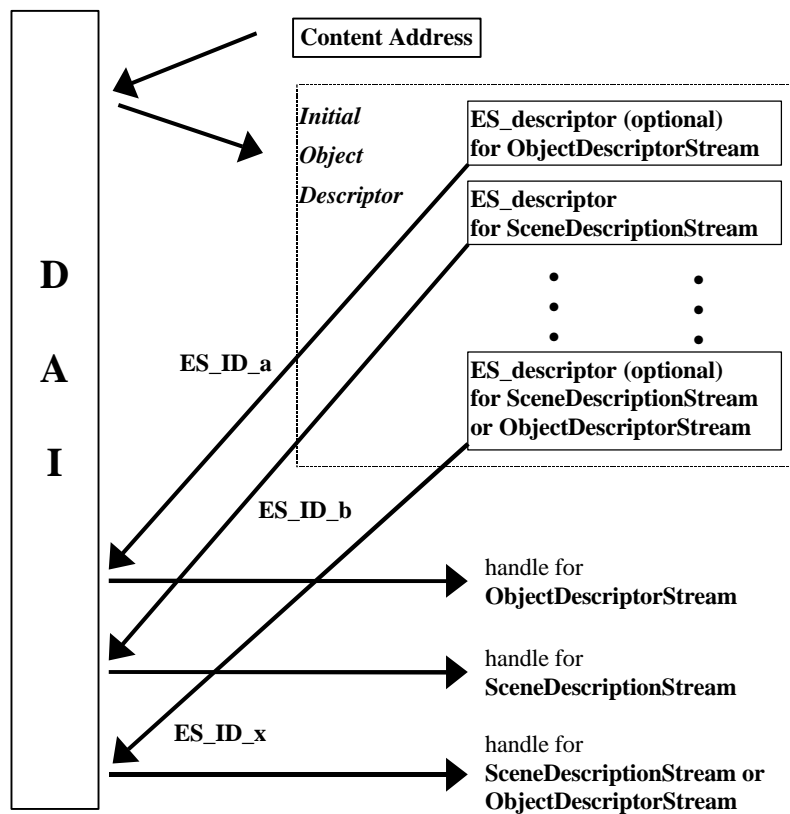 Content Address
Initial
Object
Descriptor
ES_descriptor (optional)
for ObjectDescriptorStream
ES_descriptor
for SceneDescriptionStream
ES_descriptor (optional)
for SceneDescriptionStream
or ObjectDescriptorStream
D
A
I
ES_ID_a
ES_ID_b
ES_ID_x
handle for
ObjectDescriptorStream
handle for
SceneDescriptionStream
handle for
SceneDescriptionStream or
ObjectDescriptorStream